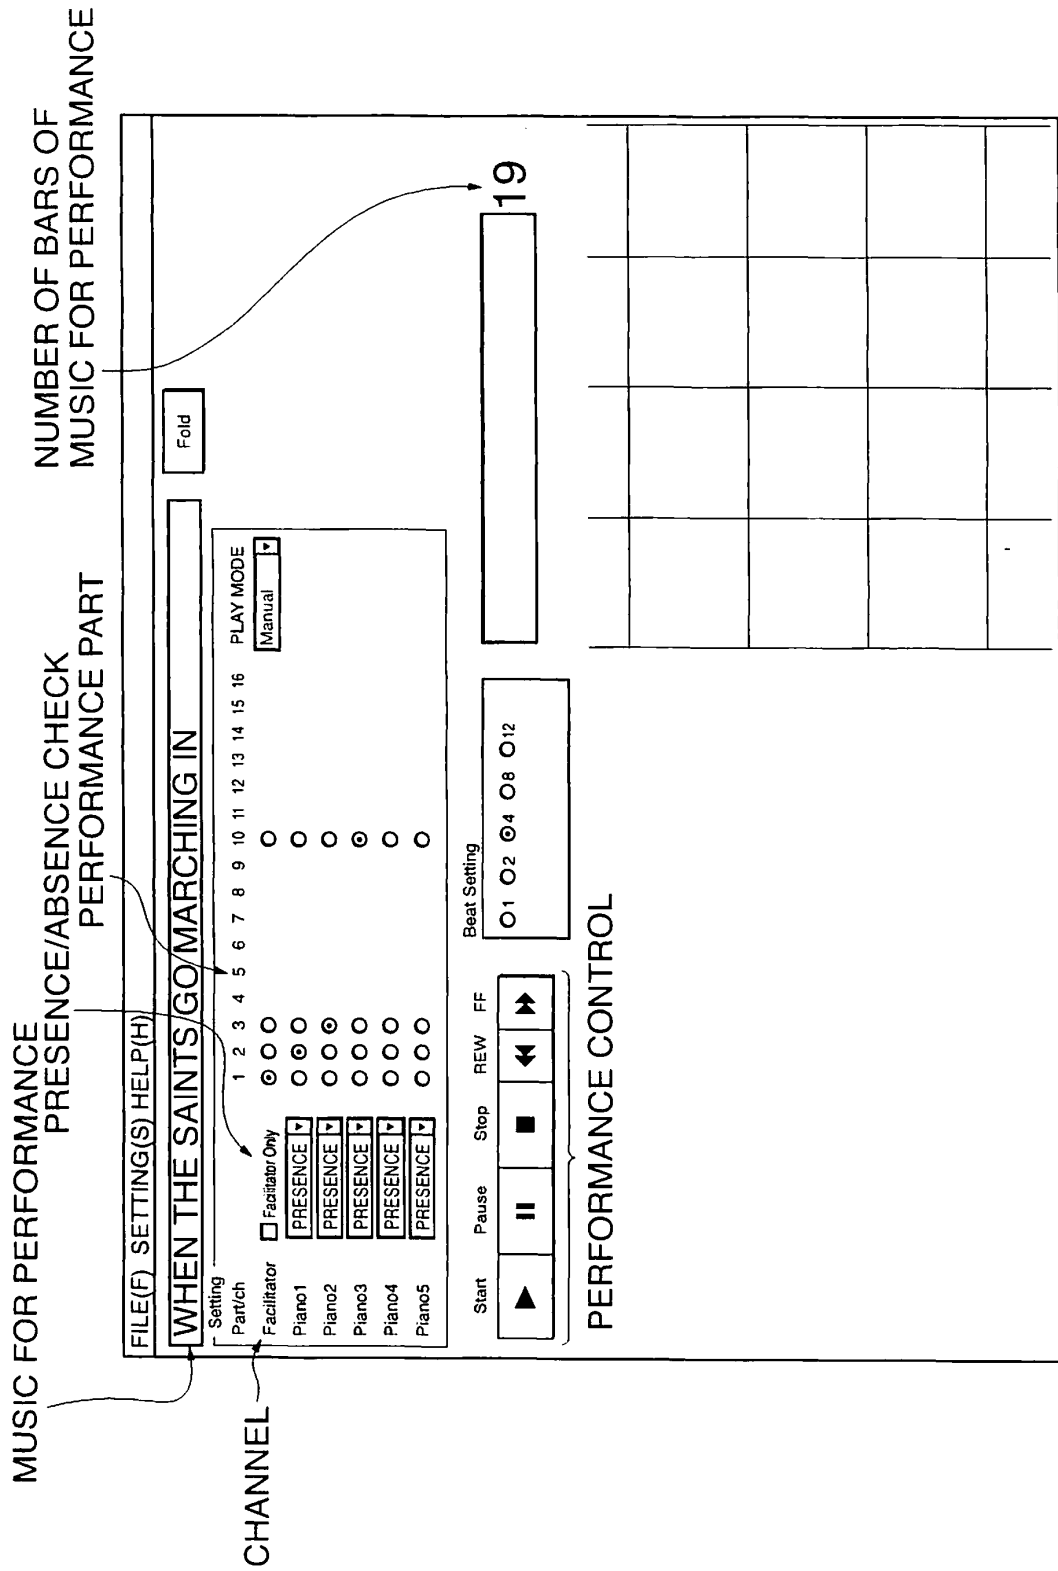 MUSIC FOR PERFORMANCE
PRESENCE/ABSENCE CHECK
PERFORMANCE PART
NUMBER OF BARS OF
MUSIC FOR PERFORMANCE
CHANNEL
FILE(F) SETTING(S) HELP(H)
WHEN THE SAINTS GO MARCHING IN
Fold
Setting
Part/ch 1 2 3 4 5 6 7 8 9 10 11 12 13 14 15 16 PLAY MODE
Facilitator Facilitator Only Manual
Piano1 PRESENCE
Piano2 PRESENCE
Piano3 PRESENCE
Piano4 PRESENCE
Piano5 PRESENCE
Start Pause Stop REW FF
Beat Setting
1 2 4 8 12
19
PERFORMANCE CONTROL